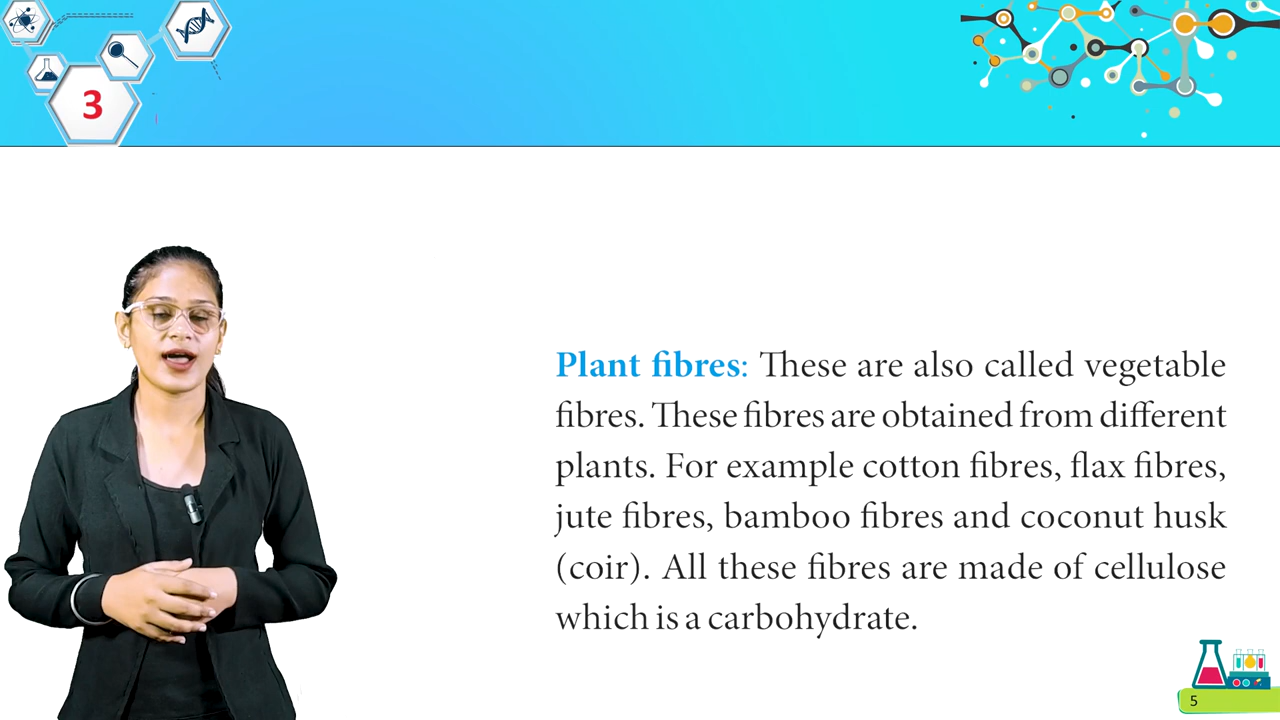 3
Plant fibres: These are also called vegetable
fibres. These fibres are obtained from different
plants. For example cotton fibres, flax fibres,
jute fibres, bamboo fibres and coconut husk
(coir). All these fibres are made of cellulose
which is a carbohydrate.
5